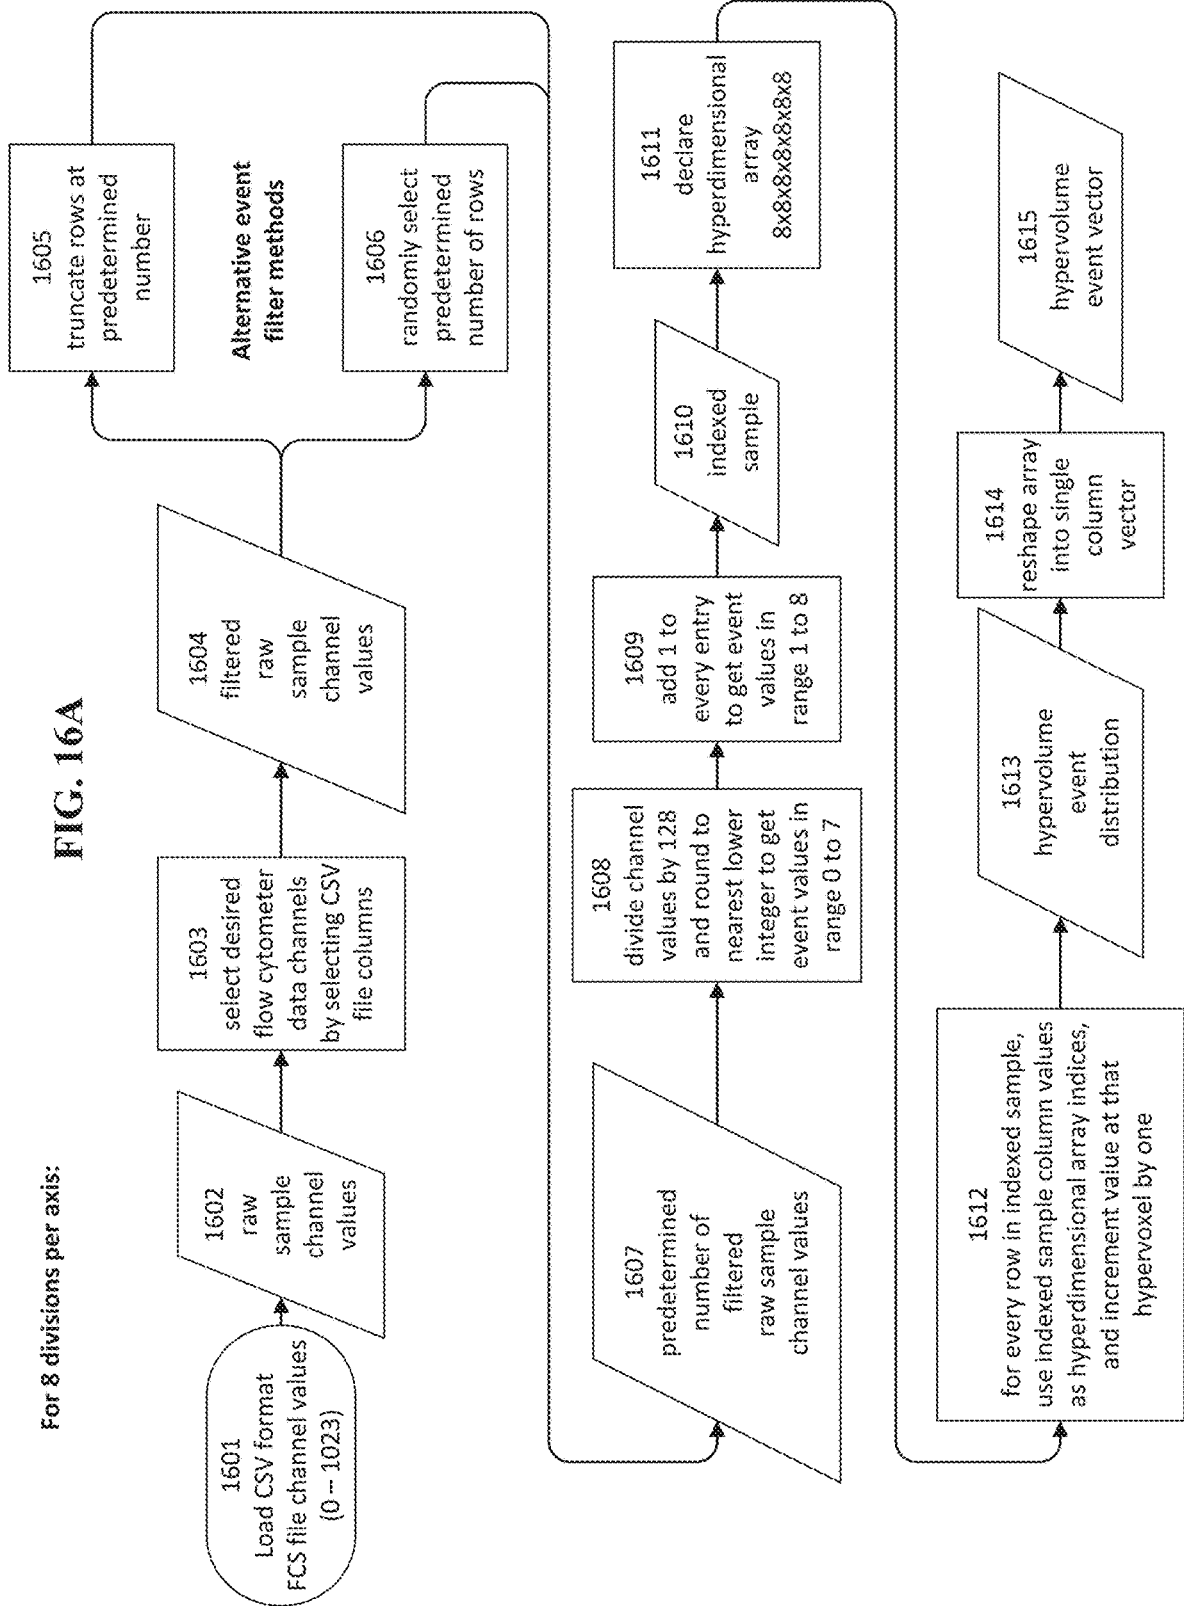 FIG. 16A
For 8 divisions per axis:
1601
Load CSV format
FCS file channel values
(0 – 1023)
1602
raw
sample
channel
values
1603
select desired
flow cytometer
data channels
by selecting CSV
file columns
1604
filtered
raw
sample
channel
values
1605
truncate rows at
predetermined
number
Alternative event
filter methods
1606
randomly select
predetermined
number of rows
1607
predetermined
number of
filtered
raw sample
channel values
1608
divide channel
values by 128
and round to
nearest lower
integer to get
event values in
range 0 to 7
1609
add 1 to
every entry
to get event
values in
range 1 to 8
1610
indexed
sample
1611
declare
hyperdimensional
array
8x8x8x8x8x8x8
1612
for every row in indexed sample,
use indexed sample column values
as hyperdimensional array indices,
and increment value at that
hypervoxel by one
1613
hypervolume
event
distribution
1614
reshape array
into single
column
vector
1615
hypervolume
event vector